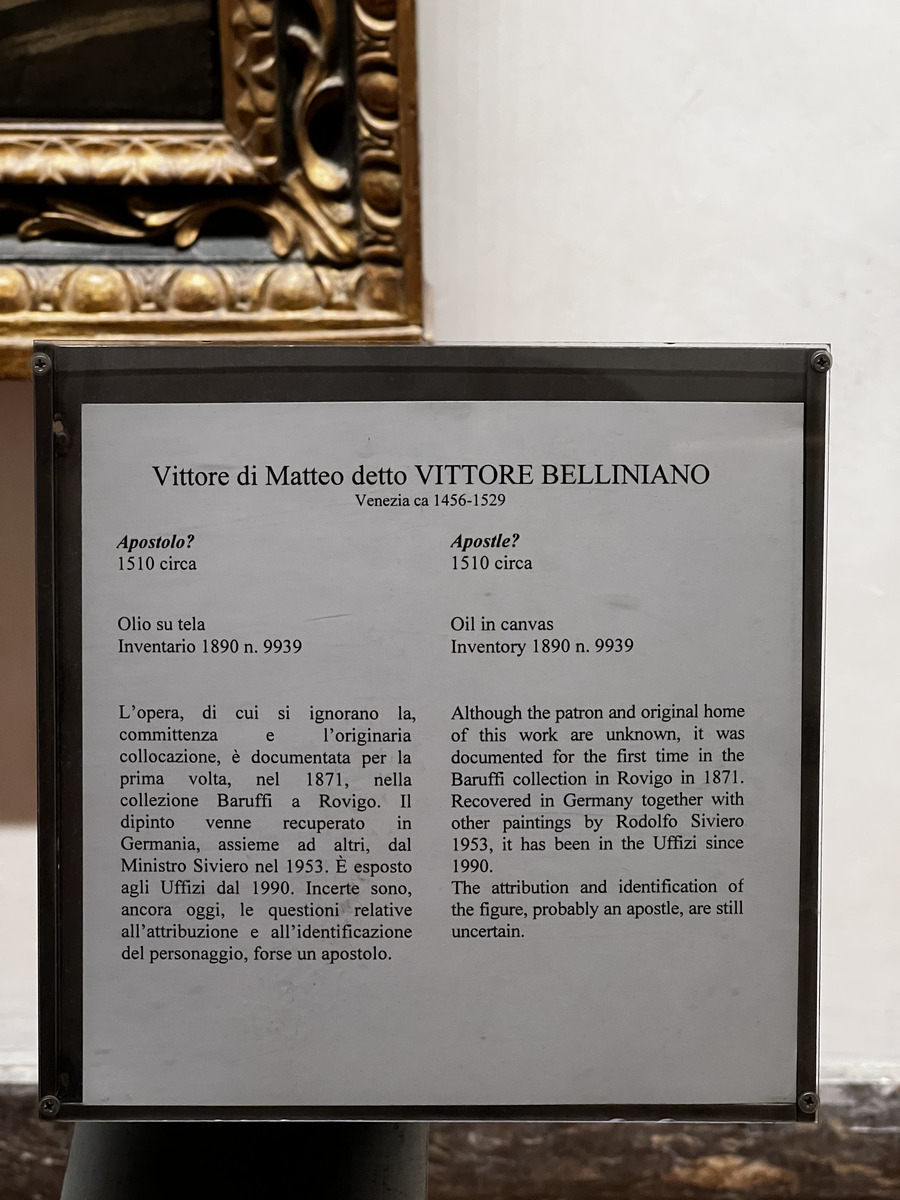 Vittore di Matteo detto VITTORE BELLINIANO
Venezia ca 1456-1529
Apostolo?
1510 circa
Olio su tela
Inventario 1890 n. 9939
L'opera, di cui si ignorano la,
committenza e l'originaria
collocazione, è documentata per la
prima volta, nel 1871, nella
collezione Baruffi a Rovigo. Il
dipinto venne recuperato in
Germania, assieme ad altri, dal
Ministro Siviero nel 1953. È esposto
agli Uffizi dal 1990. Incerte sono,
ancora oggi, le questioni relative
all'attribuzione e all'identificazione
del personaggio, forse un apostolo.
Apostle?
1510 circa
Oil in canvas
Inventory 1890 n. 9939
Although the patron and original home
of this work are unknown, it was
documented for the first time in the
Baruffi collection in Rovigo in 1871.
Recovered in Germany together with
other paintings by Rodolfo Siviero
1953, it has been in the Uffizi since
1990.
The attribution and identification of
the figure, probably an apostle, are still
uncertain.